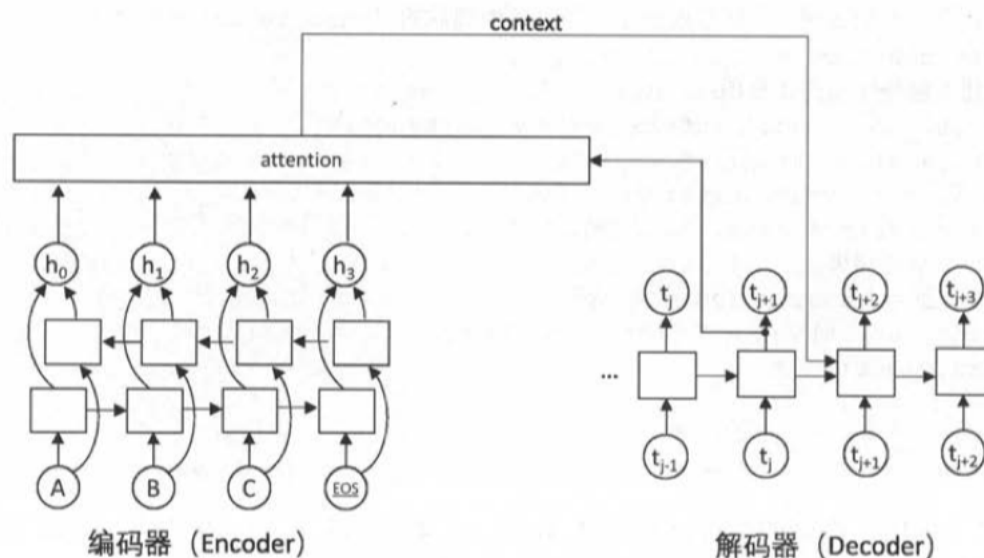 context
attention
h0 h1 h2 h3
tj tj+1 tj+2 tj+3
...
tj-1 tj tj+1 tj+2
A B C EOS
编码器（Encoder） 解码器（Decoder）